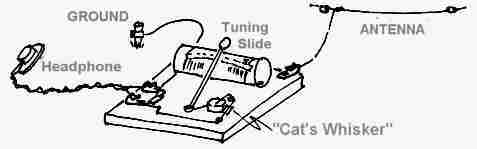 GROUND
Tuning
Slide
ANTENNA
Headphone
"Cat's Whisker"